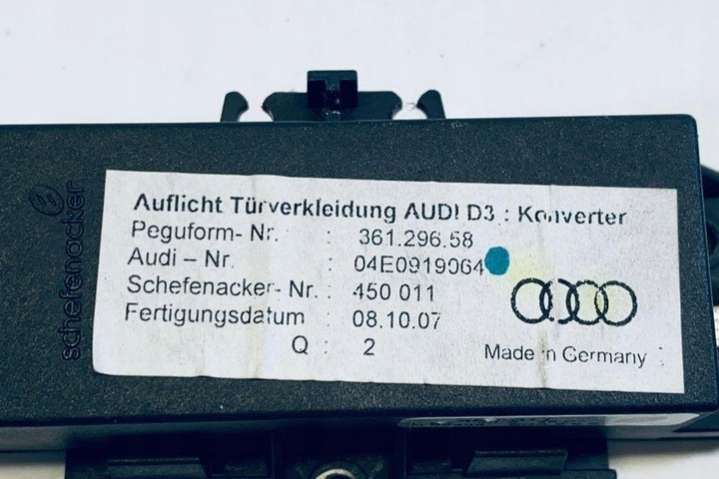 schefenacker
Auflicht Türverkleidung AUDI D3 : Konverter
Peguform- Nr. : 361.296.58
Audi – Nr. : 04E0919064
Schefenacker- Nr. : 450 011
Fertigungsdatum : 08.10.07
Q : 2
Made in Germany